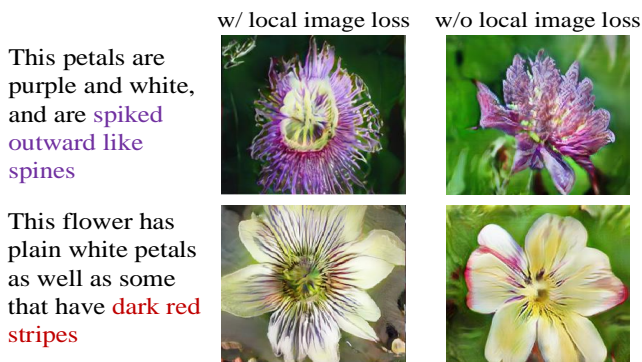 w/ local image loss
w/o local image loss
This petals are
purple and white,
and are spiked
outward like
spines
This flower has
plain white petals
as well as some
that have dark red
stripes